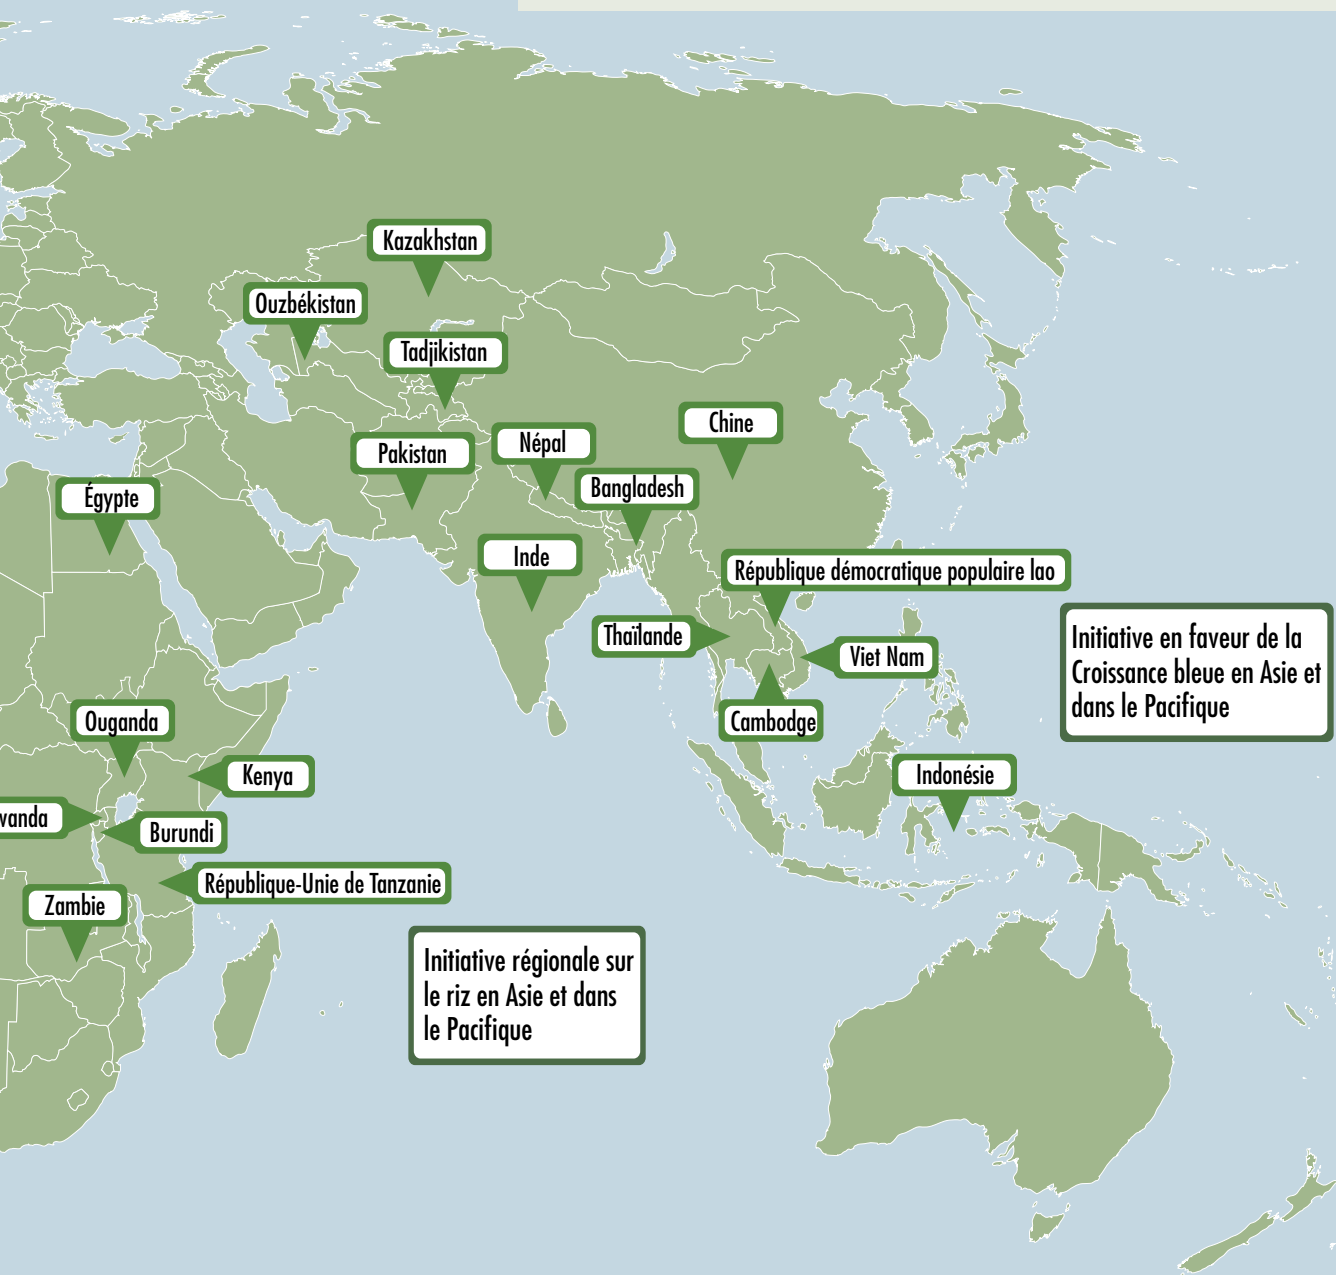 Kazakhstan
Ouzbékistan
Tadjikistan
Chine
Népal
Pakistan
Bangladesh
Égypte
Inde
République démocratique populaire lao
Thaïlande
Viet Nam
Initiative en faveur de la
Croissance bleue en Asie et
dans le Pacifique
Ouganda
Cambodge
Kenya
Indonésie
wanda
Burundi
République-Unie de Tanzanie
Zambie
Initiative régionale sur
le riz en Asie et dans
le Pacifique